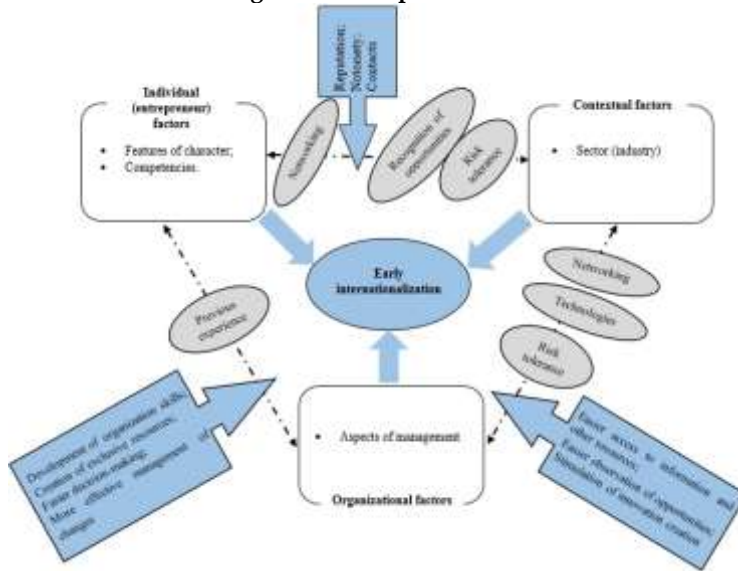 Reputation;
Notoriety;
Contacts
Individual
(entrepreneur)
factors
• Features of character;
• Competencies.
Contextual factors
• Sector (industry)
Networking
Recognition of
opportunities
Risk
tolerance
Early
internationalization
Previous
experience
Networking
Technologies
Risk
tolerance
• Aspects of management
Organizational factors
Development of organization skills;
Creation of exclusive resources;
Faster decision-making;
More effective management of
changes
Easier access to information and
other resources;
Easier observation of opportunities;
Stimulation of innovation creation